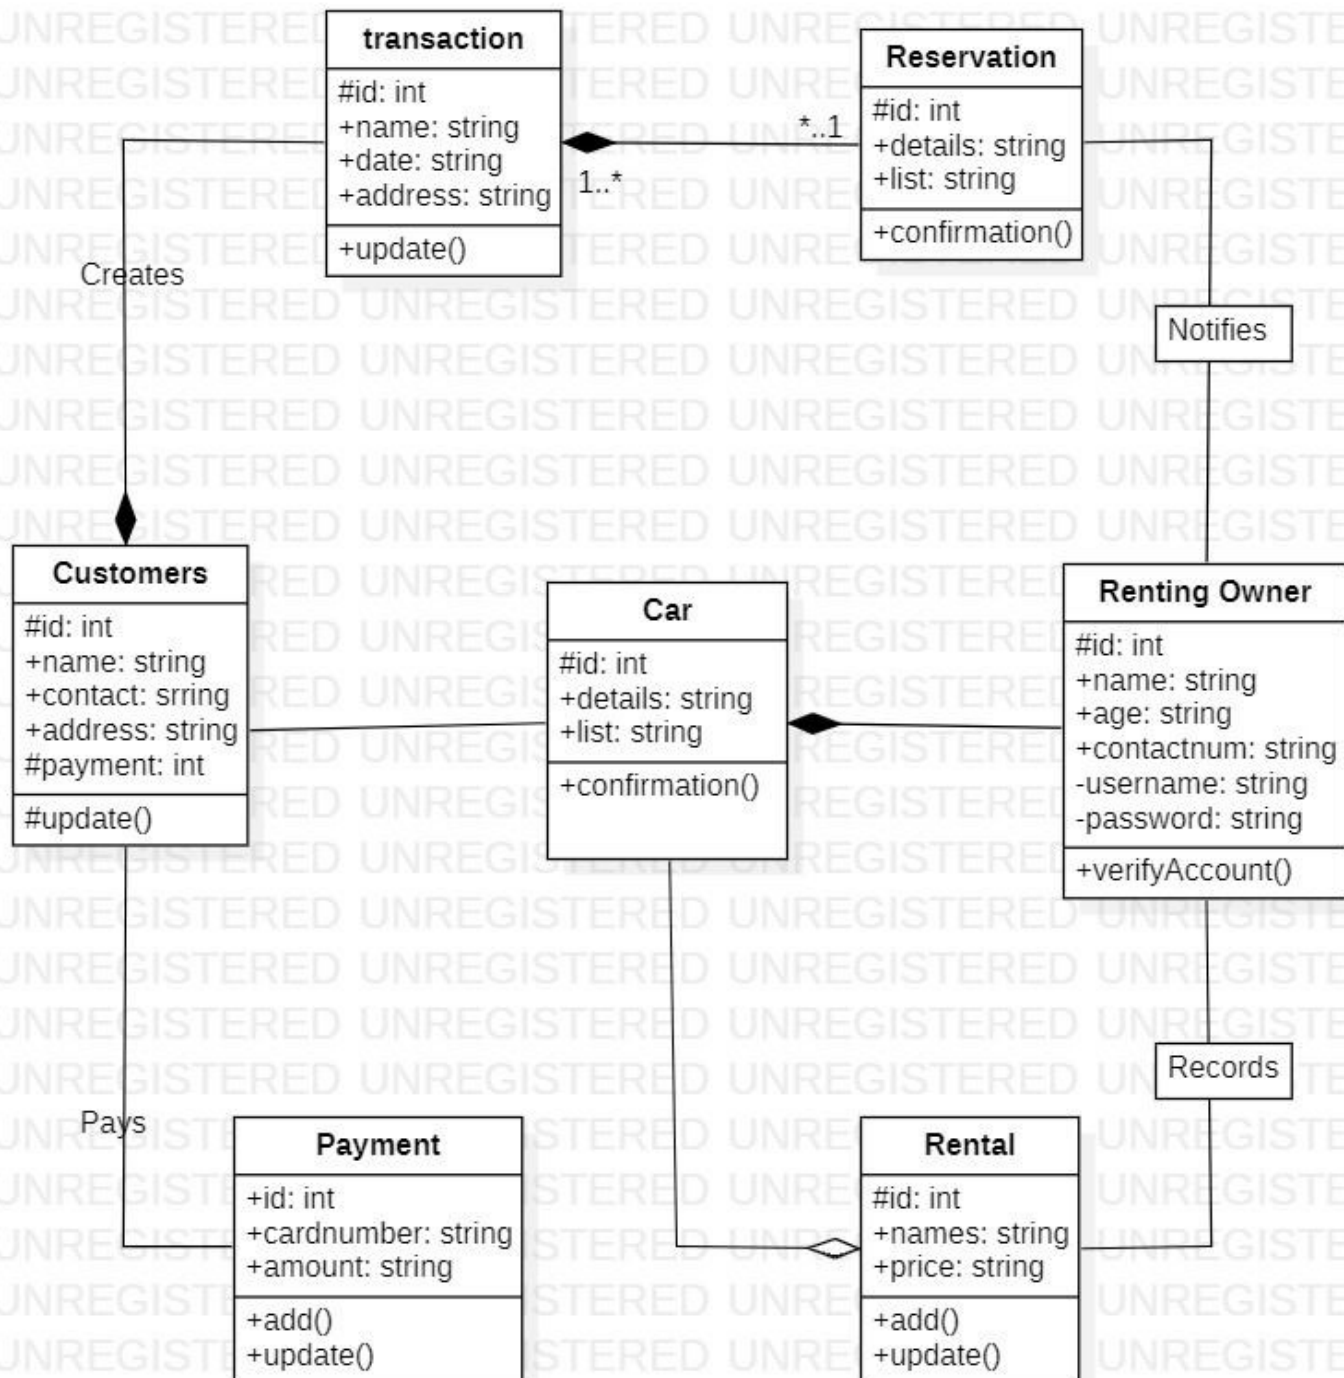 transaction
#id: int
+name: string
+date: string
+address: string
+update()
Reservation
#id: int
+details: string
+list: string
+confirmation()
*..1
1..*
Creates
Notifies
Customers
#id: int
+name: string
+contact: srring
+address: string
#payment: int
#update()
Car
#id: int
+details: string
+list: string
+confirmation()
Renting Owner
#id: int
+name: string
+age: string
+contactnum: string
-username: string
-password: string
+verifyAccount()
Records
Pays
Payment
+id: int
+cardnumber: string
+amount: string
+add()
+update()
Rental
#id: int
+names: string
+price: string
+add()
+update()
UNREGISTERED